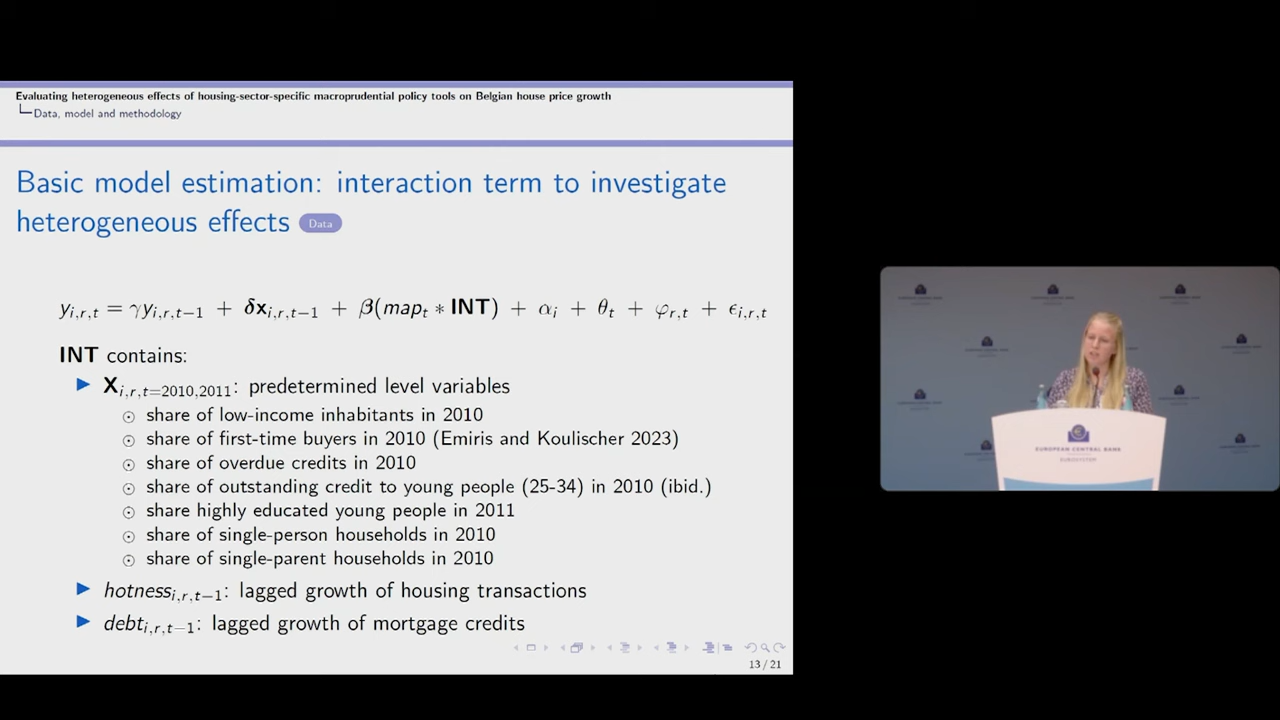 Evaluating heterogeneous effects of housing-sector-specific macroprudential policy tools on Belgian house price growth
Data, model and methodology
Basic model estimation: interaction term to investigate
heterogeneous effects Data
y_{i,r,t} = γy_{i,r,t−1} + δx_{i,r,t−1} + β(map_t ∗ INT) + α_i + θ_t + φ_{r,t} + ϵ_{i,r,t}
INT contains:
▶ X_{i,r,t=2010,2011}: predetermined level variables
⊙ share of low-income inhabitants in 2010
⊙ share of first-time buyers in 2010 (Emiris and Koulischer 2023)
⊙ share of overdue credits in 2010
⊙ share of outstanding credit to young people (25-34) in 2010 (ibid.)
⊙ share highly educated young people in 2011
⊙ share of single-person households in 2010
⊙ share of single-parent households in 2010
▶ hotness_{i,r,t−1}: lagged growth of housing transactions
▶ debt_{i,r,t−1}: lagged growth of mortgage credits
13 / 21
EUROPEAN CENTRAL BANK
EUROSYSTEM